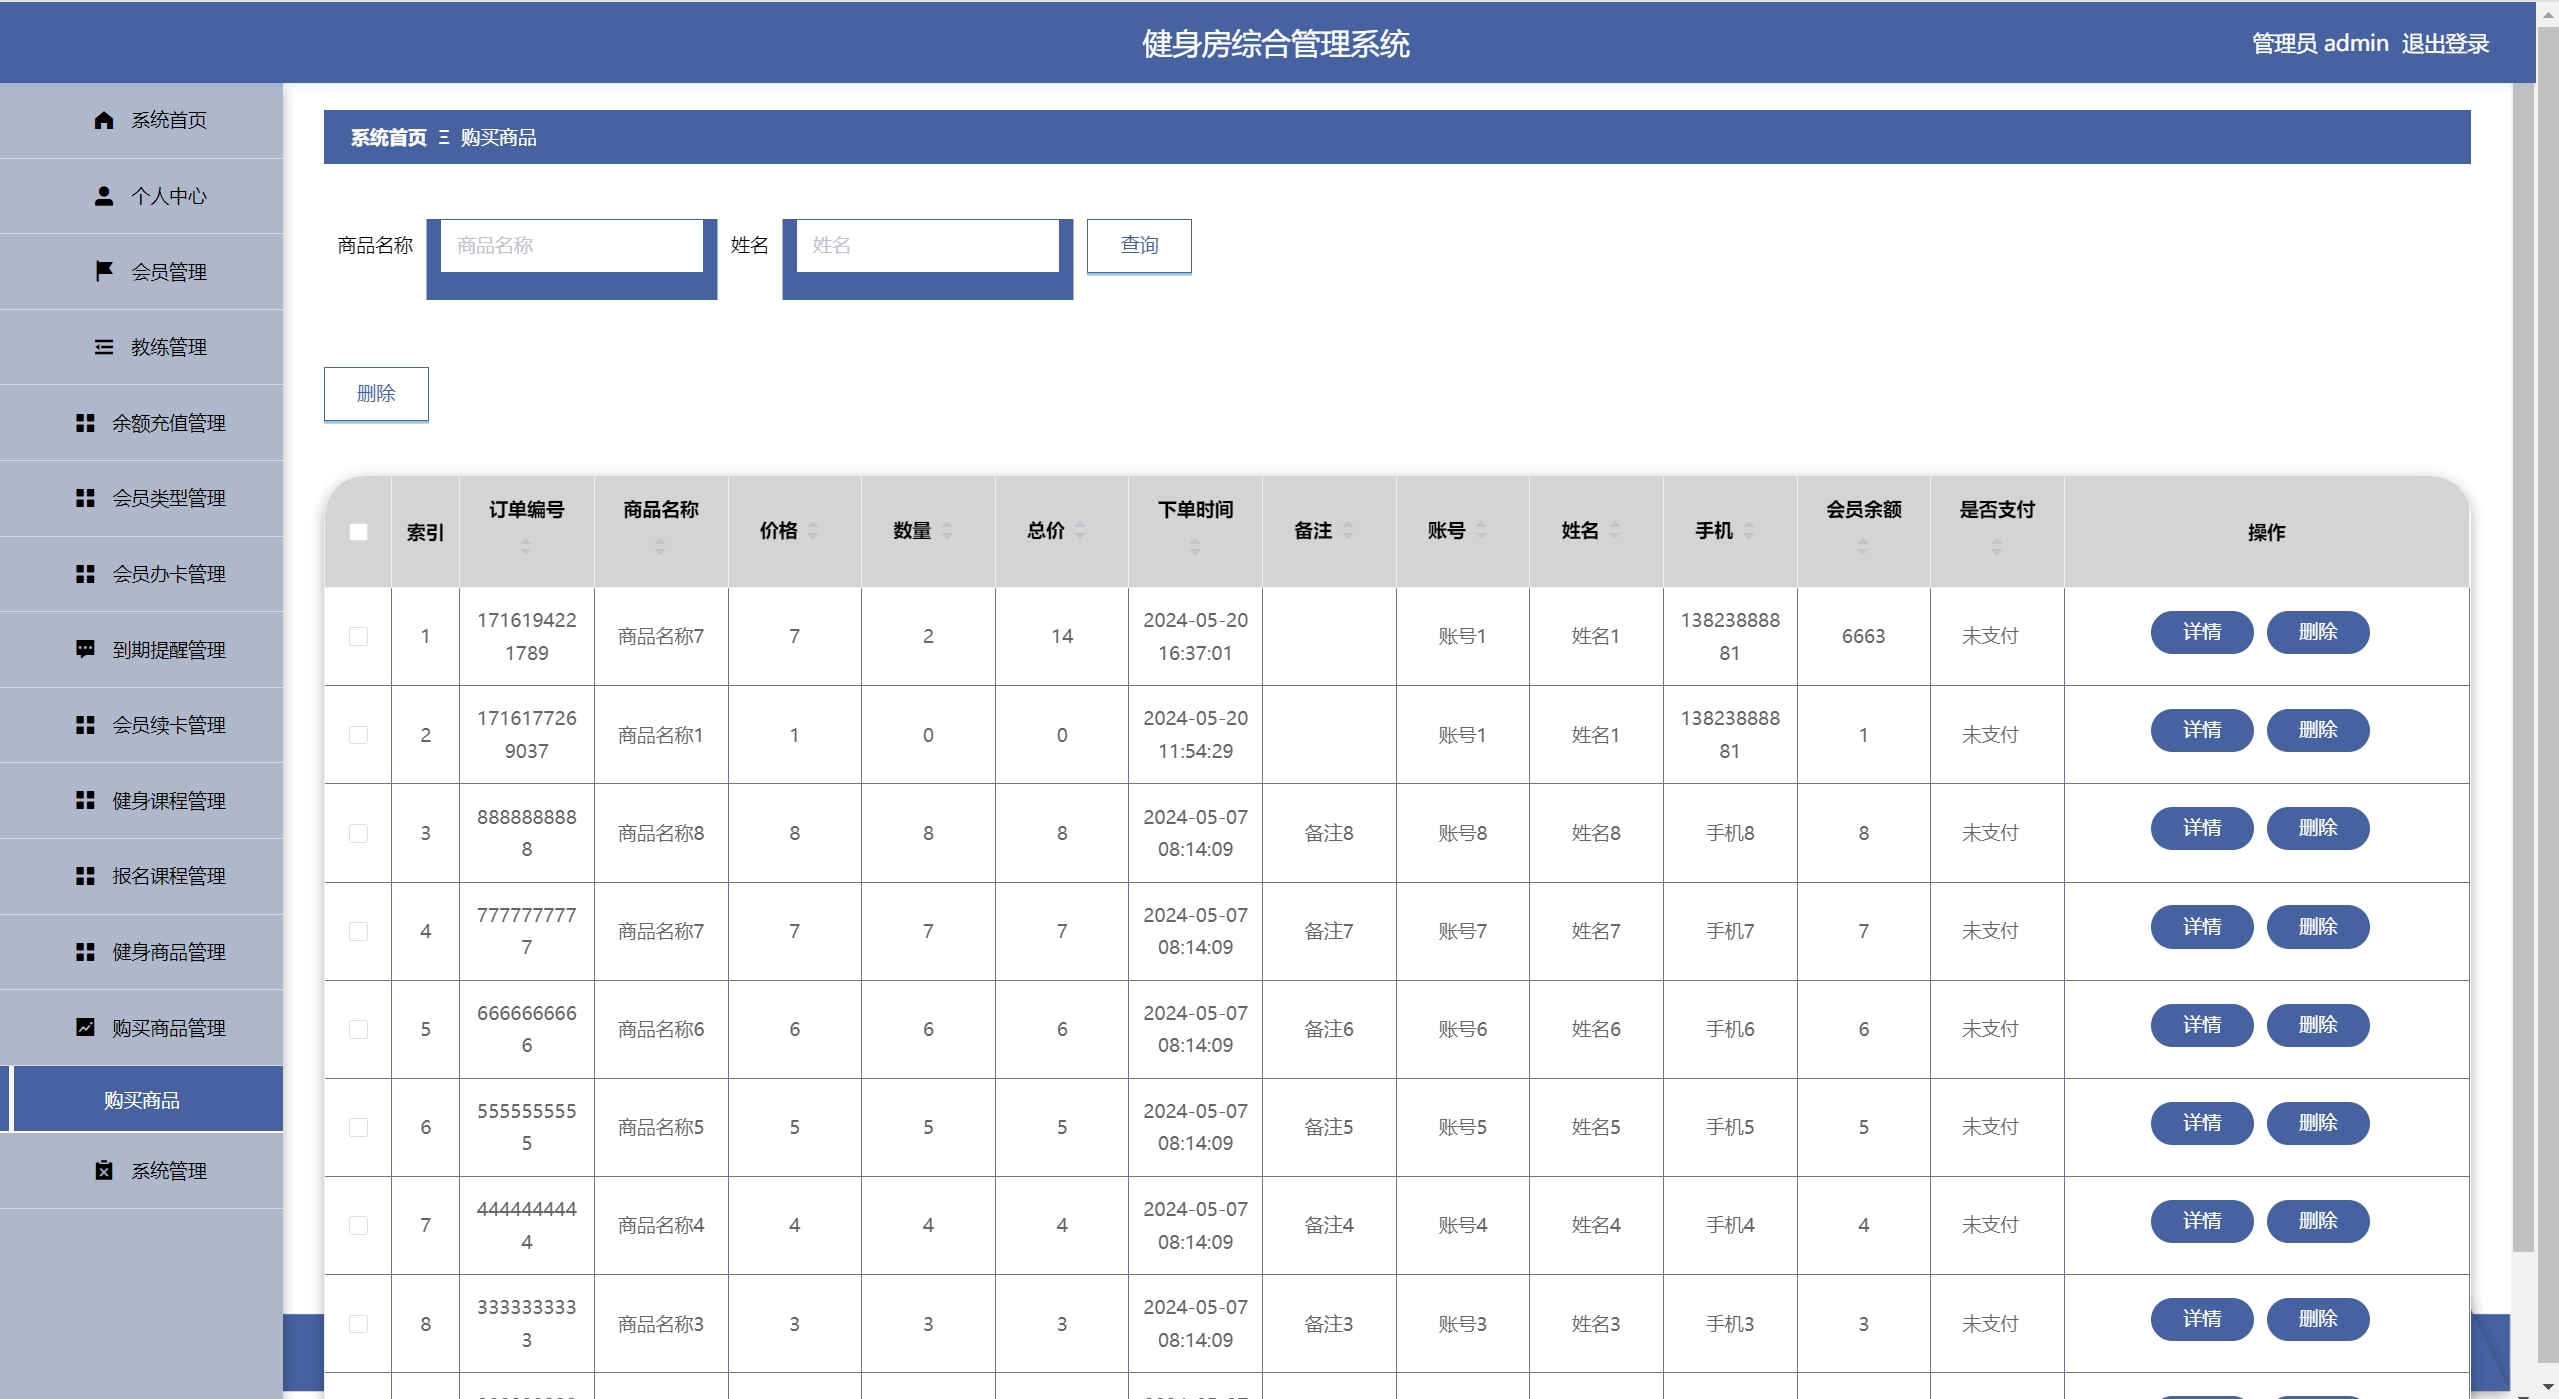 健身房综合管理系统
管理员 admin 退出登录
系统首页
个人中心
会员管理
教练管理
余额充值管理
会员类型管理
会员办卡管理
到期提醒管理
会员续卡管理
健身课程管理
报名课程管理
健身商品管理
购买商品管理
购买商品
系统管理
系统首页 Ξ 购买商品
商品名称 商品名称 姓名 姓名 查询
删除
索引 订单编号 商品名称 价格 数量 总价 下单时间 备注 账号 姓名 手机 会员余额 是否支付 操作
1 1716194221789 商品名称7 7 2 14 2024-05-20 16:37:01 账号1 姓名1 13823888881 6663 未支付 详情 删除
2 1716177269037 商品名称1 1 0 0 2024-05-20 11:54:29 账号1 姓名1 13823888881 1 未支付 详情 删除
3 8888888888 商品名称8 8 8 8 2024-05-07 08:14:09 备注8 账号8 姓名8 手机8 8 未支付 详情 删除
4 7777777777 商品名称7 7 7 7 2024-05-07 08:14:09 备注7 账号7 姓名7 手机7 7 未支付 详情 删除
5 6666666666 商品名称6 6 6 6 2024-05-07 08:14:09 备注6 账号6 姓名6 手机6 6 未支付 详情 删除
6 5555555555 商品名称5 5 5 5 2024-05-07 08:14:09 备注5 账号5 姓名5 手机5 5 未支付 详情 删除
7 4444444444 商品名称4 4 4 4 2024-05-07 08:14:09 备注4 账号4 姓名4 手机4 4 未支付 详情 删除
8 3333333333 商品名称3 3 3 3 2024-05-07 08:14:09 备注3 账号3 姓名3 手机3 3 未支付 详情 删除